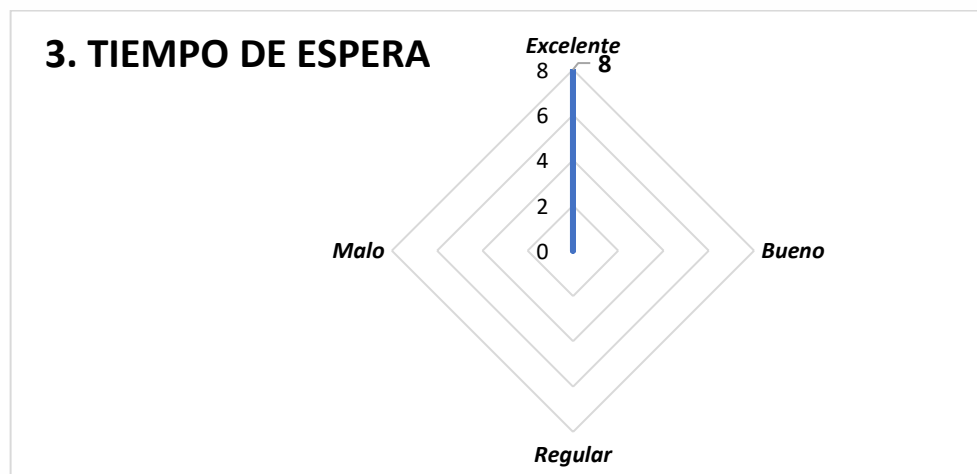 3. TIEMPO DE ESPERA
Excelente
8
8
6
4
2
0
Malo
Bueno
Regular